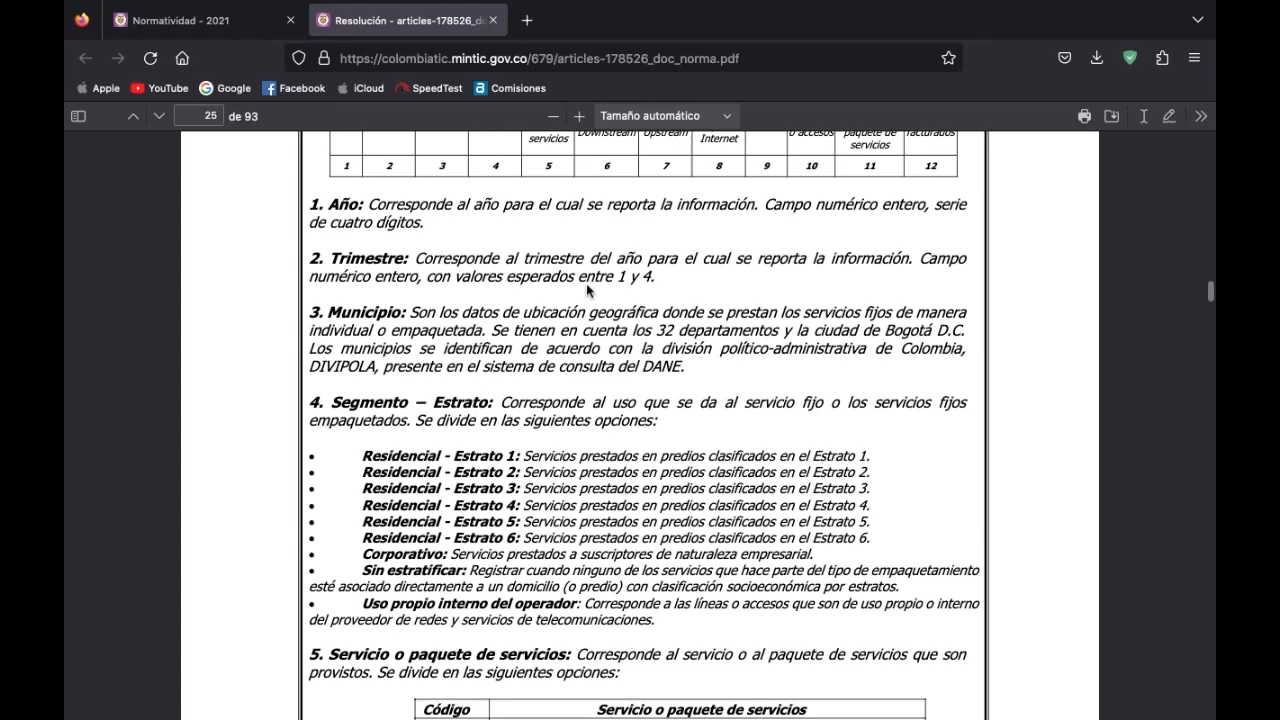 Normatividad - 2021
Resolución - articles-178526_do
https://colombiatic.mintic.gov.co/679/articles-178526_doc_norma.pdf
Apple YouTube Google Facebook iCloud SpeedTest Comisiones
25 de 93 Tamaño automático
servicios Downstream Upstream Internet o accesos paquete de servicios facturados
1 2 3 4 5 6 7 8 9 10 11 12
1. Año: Corresponde al año para el cual se reporta la información. Campo numérico entero, serie
de cuatro dígitos.
2. Trimestre: Corresponde al trimestre del año para el cual se reporta la información. Campo
numérico entero, con valores esperados entre 1 y 4.
3. Municipio: Son los datos de ubicación geográfica donde se prestan los servicios fijos de manera
individual o empaquetada. Se tienen en cuenta los 32 departamentos y la ciudad de Bogotá D.C.
Los municipios se identifican de acuerdo con la división político-administrativa de Colombia,
DIVIPOLA, presente en el sistema de consulta del DANE.
4. Segmento – Estrato: Corresponde al uso que se da al servicio fijo o los servicios fijos
empaquetados. Se divide en las siguientes opciones:
• Residencial - Estrato 1: Servicios prestados en predios clasificados en el Estrato 1.
• Residencial - Estrato 2: Servicios prestados en predios clasificados en el Estrato 2.
• Residencial - Estrato 3: Servicios prestados en predios clasificados en el Estrato 3.
• Residencial - Estrato 4: Servicios prestados en predios clasificados en el Estrato 4.
• Residencial - Estrato 5: Servicios prestados en predios clasificados en el Estrato 5.
• Residencial - Estrato 6: Servicios prestados en predios clasificados en el Estrato 6.
• Corporativo: Servicios prestados a suscriptores de naturaleza empresarial.
• Sin estratificar: Registrar cuando ninguno de los servicios que hace parte del tipo de empaquetamiento
esté asociado directamente a un domicilio (o predio) con clasificación socioeconómica por estratos.
• Uso propio interno del operador: Corresponde a las líneas o accesos que son de uso propio o interno
del proveedor de redes y servicios de telecomunicaciones.
5. Servicio o paquete de servicios: Corresponde al servicio o al paquete de servicios que son
provistos. Se divide en las siguientes opciones:
Código Servicio o paquete de servicios